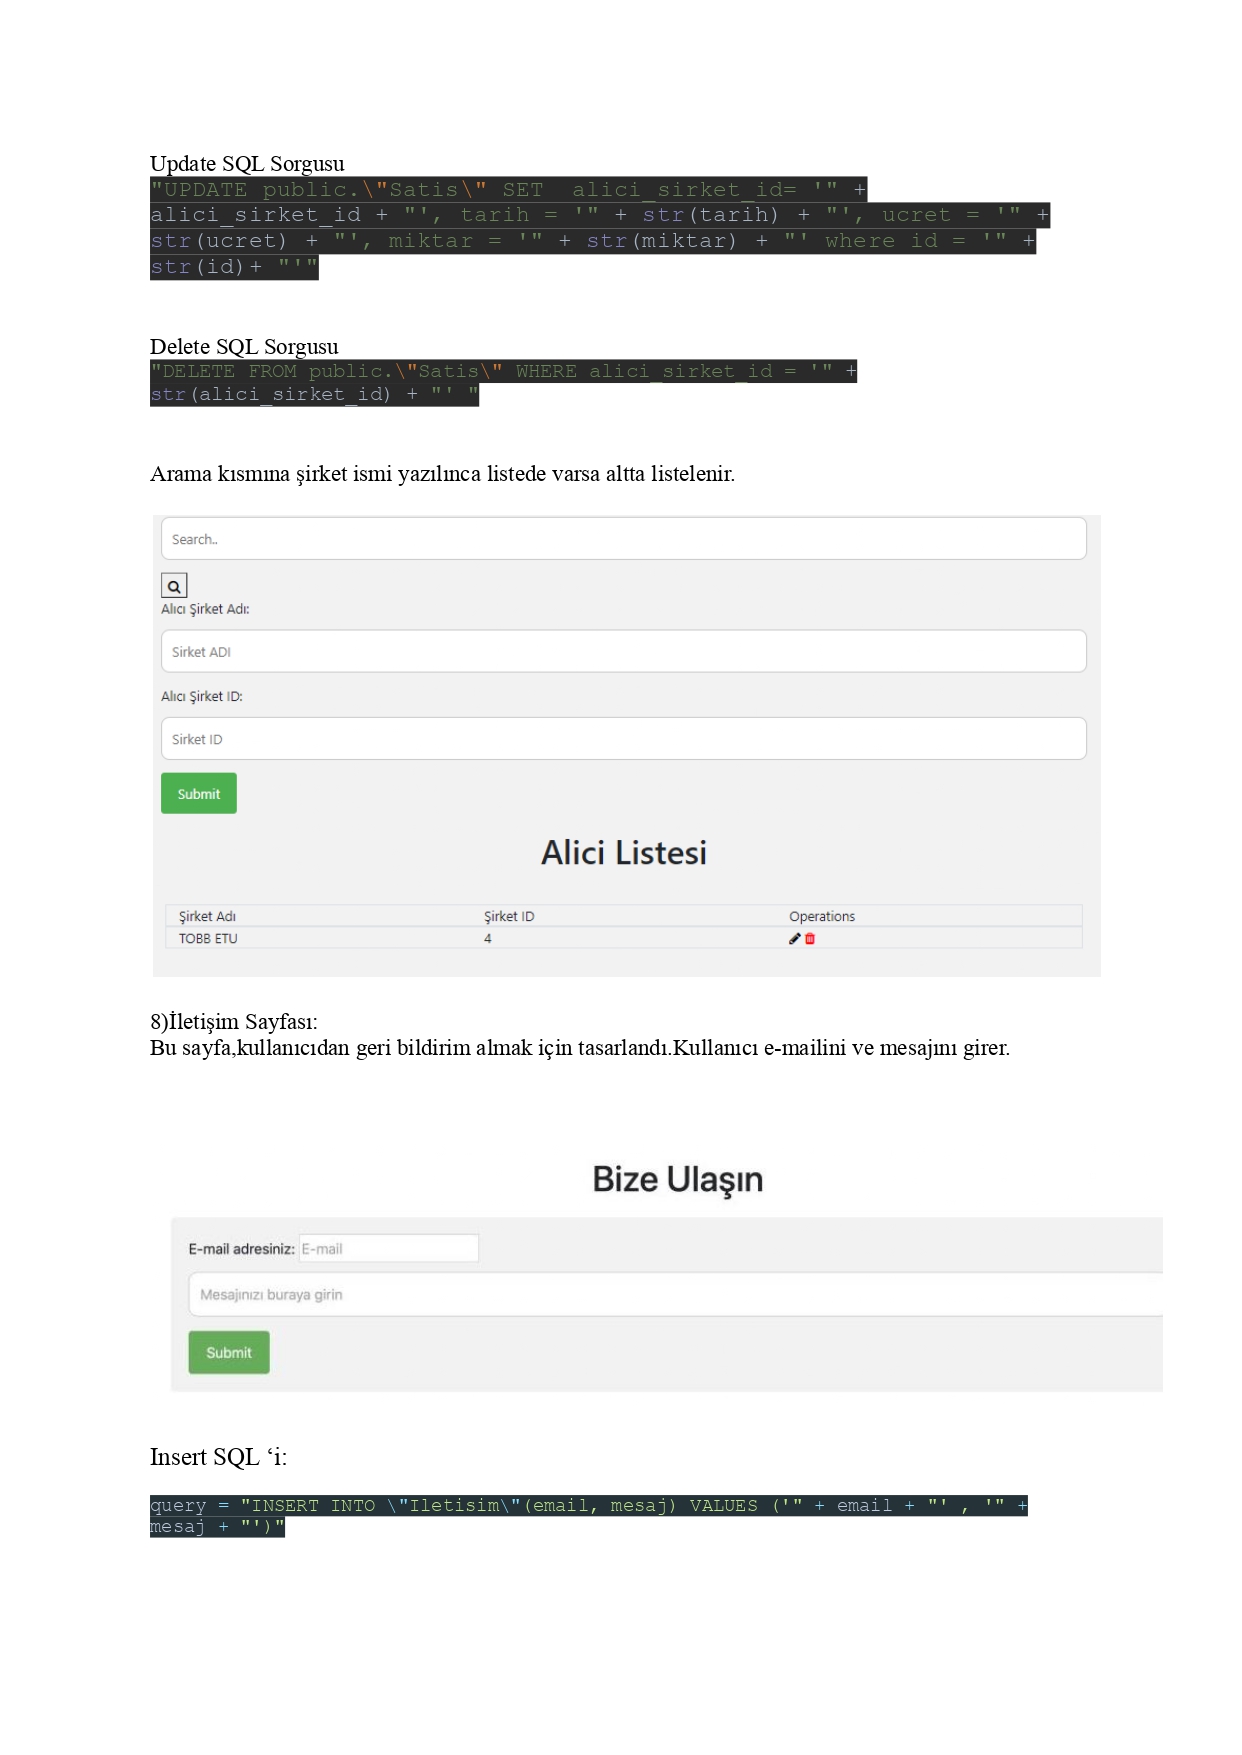 Update SQL Sorgusu
"UPDATE public.\"Satis\" SET  alici_sirket_id= '" +
alici_sirket_id + "', tarih = '" + str(tarih) + "', ucret = '" +
str(ucret) + "', miktar = '" + str(miktar) + "' where id = '" +
str(id)+ "'"
Delete SQL Sorgusu
"DELETE FROM public.\"Satis\" WHERE alici_sirket_id = '" +
str(alici_sirket_id) + "' "
Arama kısmına şirket ismi yazılınca listede varsa altta listelenir.
Search..
Alıcı Şirket Adı:
Sirket ADI
Alıcı Şirket ID:
Sirket ID
Submit
Alici Listesi
Şirket Adı Şirket ID Operations
TOBB ETU 4
8)İletişim Sayfası:
Bu sayfa,kullanıcıdan geri bildirim almak için tasarlandı.Kullanıcı e-mailini ve mesajını girer.
Bize Ulaşın
E-mail adresiniz: E-mail
Mesajınızı buraya girin
Submit
Insert SQL ‘i:
query = "INSERT INTO \"Iletisim\"(email, mesaj) VALUES ('" + email + "' , '" +
mesaj + "')"